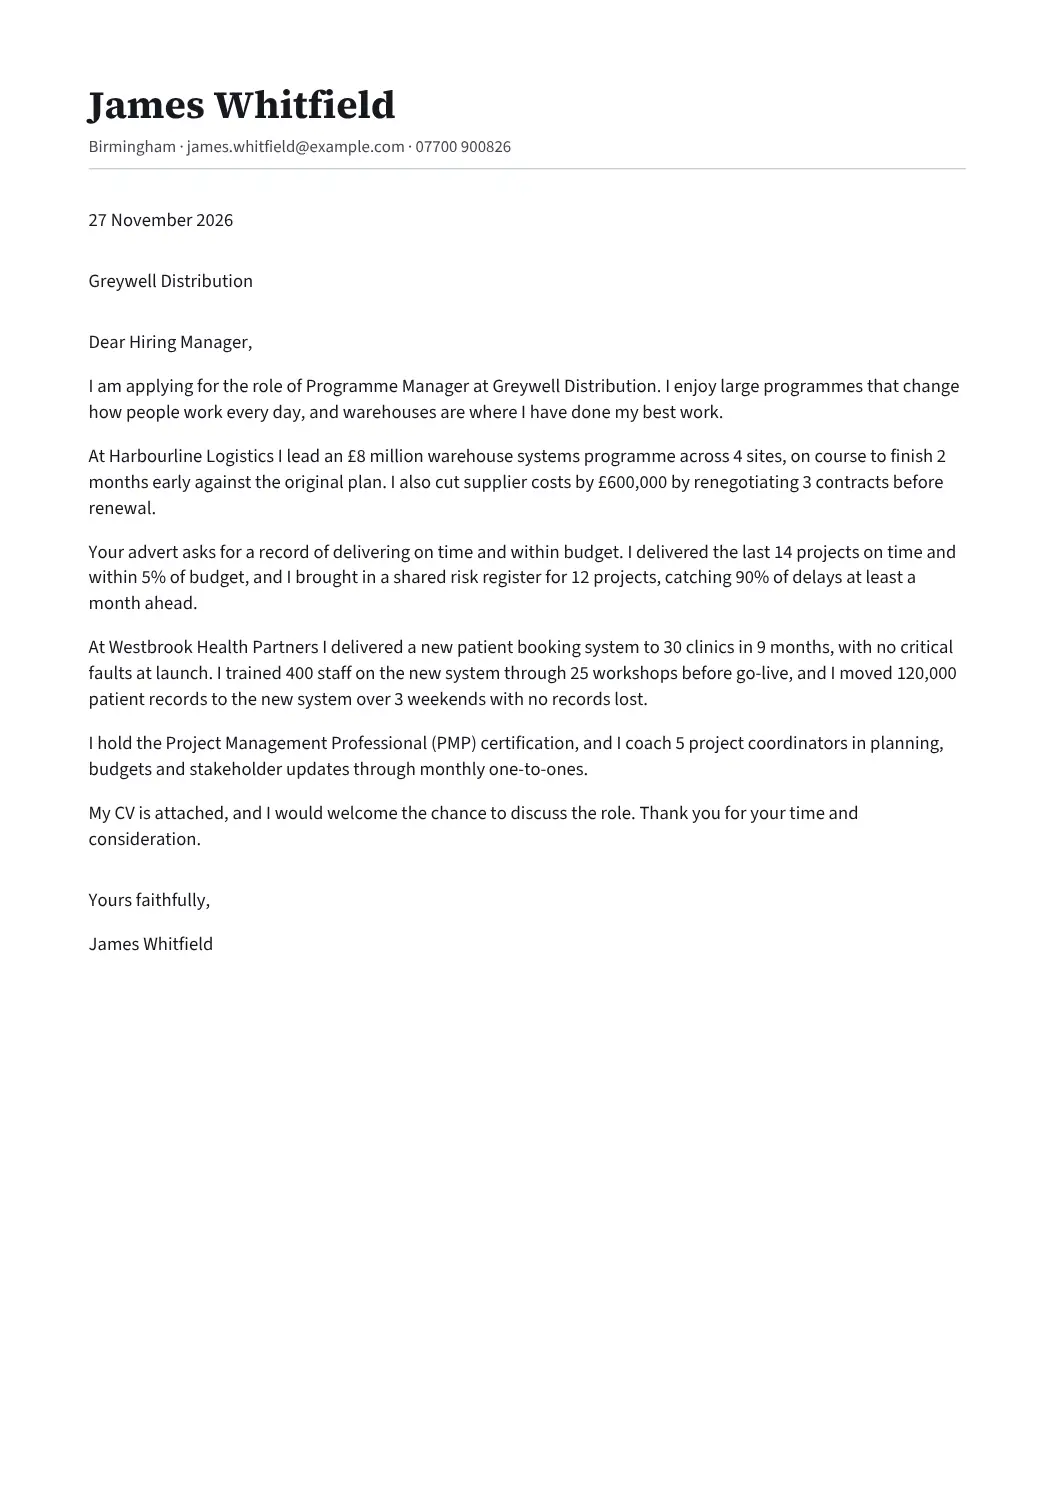 James Whitfield
Birmingham · james.whitfield@example.com · 07700 900826
27 November 2026
Greywell Distribution
Dear Hiring Manager,
I am applying for the role of Programme Manager at Greywell Distribution. I enjoy large programmes that change
how people work every day, and warehouses are where I have done my best work.
At Harbourline Logistics I lead an £8 million warehouse systems programme across 4 sites, on course to finish 2
months early against the original plan. I also cut supplier costs by £600,000 by renegotiating 3 contracts before
renewal.
Your advert asks for a record of delivering on time and within budget. I delivered the last 14 projects on time and
within 5% of budget, and I brought in a shared risk register for 12 projects, catching 90% of delays at least a
month ahead.
At Westbrook Health Partners I delivered a new patient booking system to 30 clinics in 9 months, with no critical
faults at launch. I trained 400 staff on the new system through 25 workshops before go-live, and I moved 120,000
patient records to the new system over 3 weekends with no records lost.
I hold the Project Management Professional (PMP) certification, and I coach 5 project coordinators in planning,
budgets and stakeholder updates through monthly one-to-ones.
My CV is attached, and I would welcome the chance to discuss the role. Thank you for your time and
consideration.
Yours faithfully,
James Whitfield